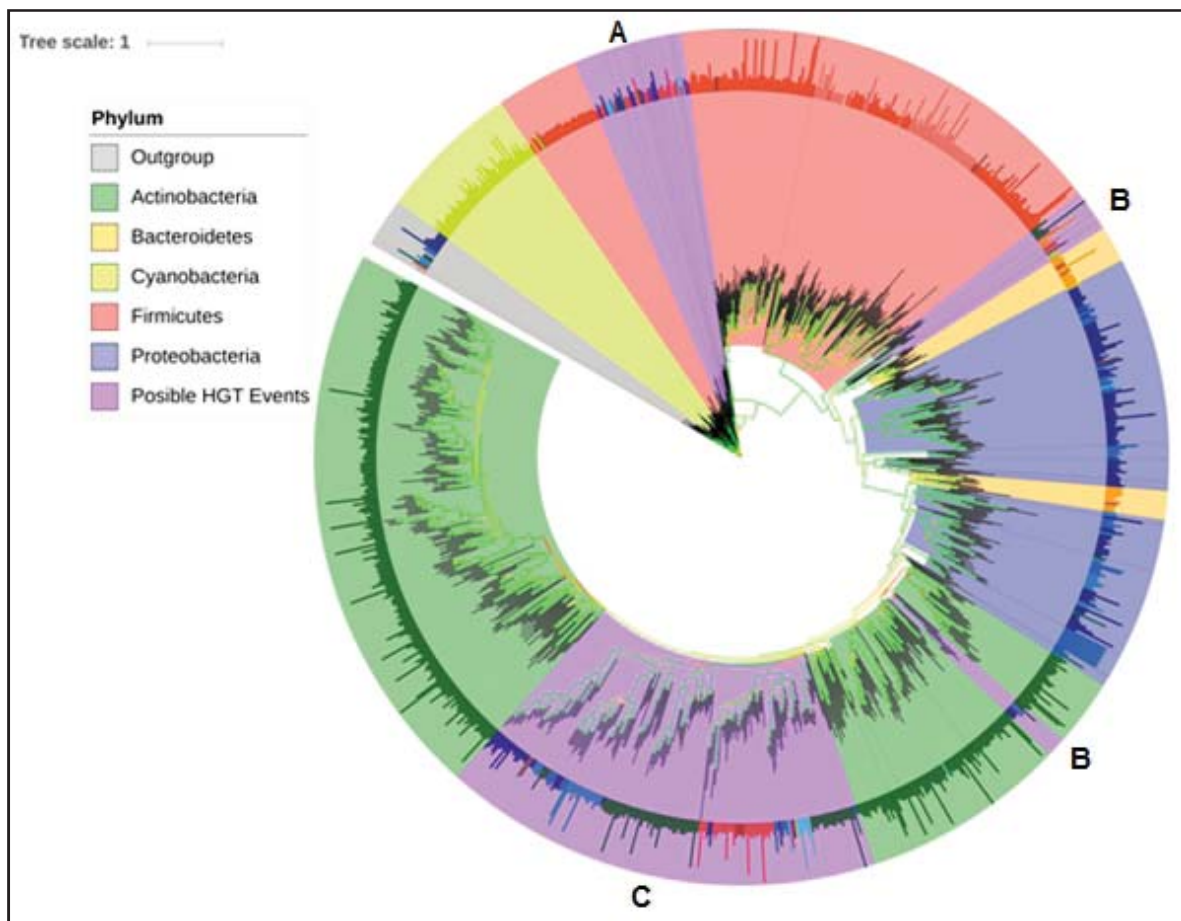 Tree scale: 1
A
Phylum
Outgroup
Actinobacteria
Bacteroidetes
Cyanobacteria
Firmicutes
Proteobacteria
Posible HGT Events
B
B
C